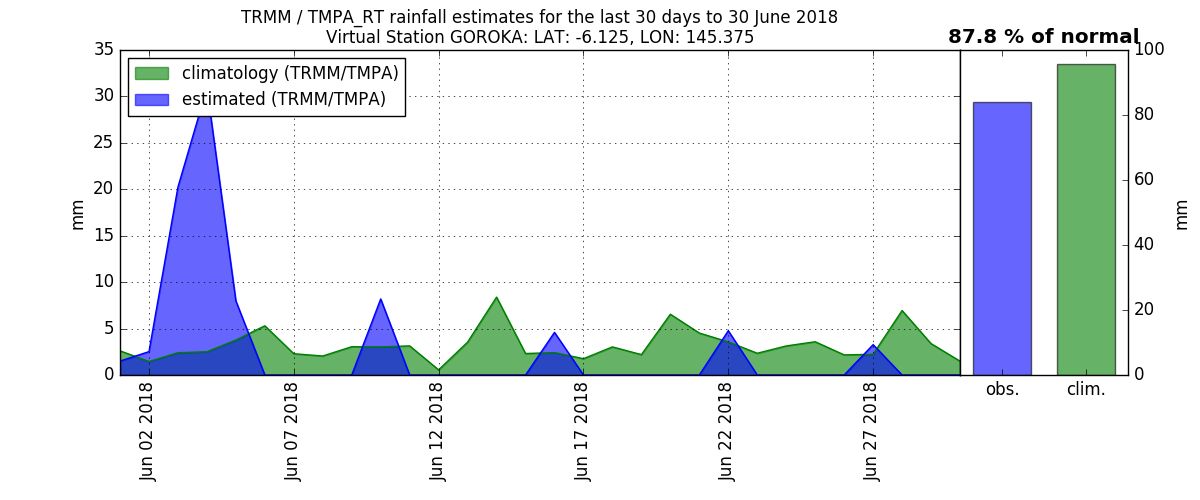 TRMM / TMPA_RT rainfall estimates for the last 30 days to 30 June 2018
Virtual Station GOROKA: LAT: -6.125, LON: 145.375
87.8 % of normal
climatology (TRMM/TMPA)
estimated (TRMM/TMPA)
35
30
25
20
15
10
5
0
mm
Jun 02 2018
Jun 07 2018
Jun 12 2018
Jun 17 2018
Jun 22 2018
Jun 27 2018
obs.
clim.
100
80
60
40
20
0
mm